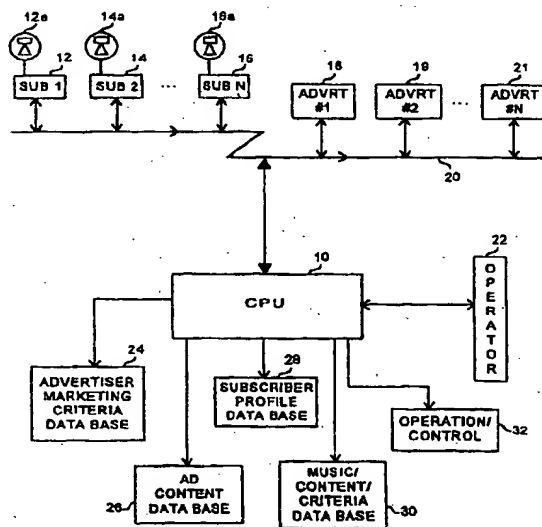 12a 14a 16a
12 14 16
SUB 1 SUB 2 ... SUB N
18 19 21
ADVRT #1 ADVRT #2 ... ADVRT #N
20
22
OPERATOR
10
CPU
24
ADVERTISER
MARKETING
CRITERIA
DATA BASE
28
SUBSCRIBER
PROFILE
DATA BASE
OPERATION/
CONTROL
32
AD
CONTENT
DATA BASE
26
MUSIC/
CONTENT/
CRITERIA
DATA BASE
30